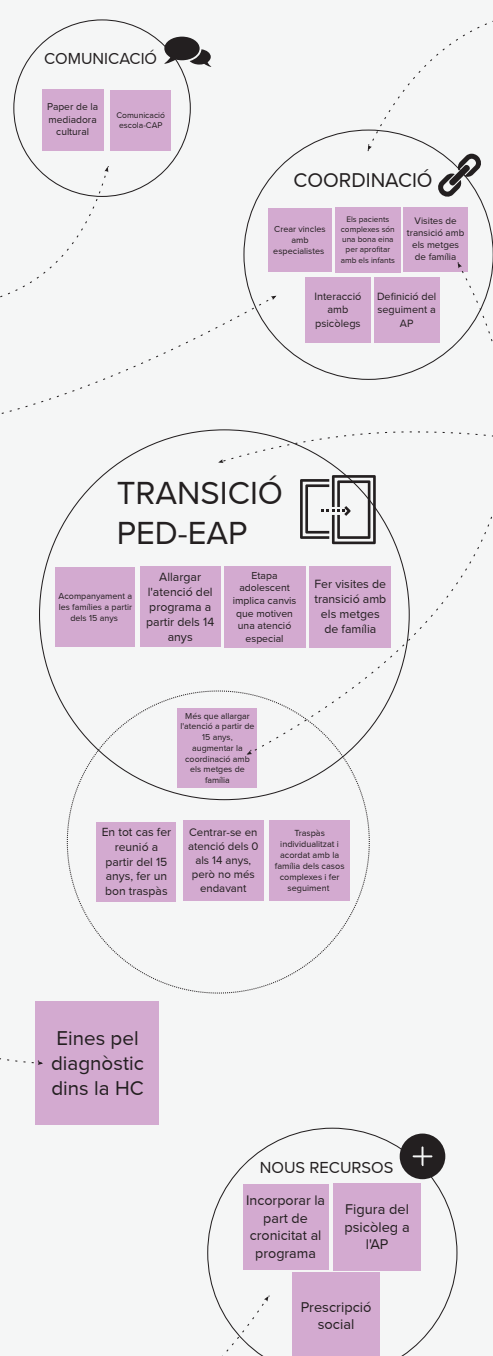 COMUNICACIÓ
Paper de la
mediadora
cultural
Comunicació
escola-CAP
COORDINACIÓ
Crear vincles
amb
especialistes
Els pacients
complexes són
una bona eina
per aprofitar
amb els infants
Visites de
transició amb
els metges
de família
Interacció
amb
psicòlegs
Definició del
seguiment a
AP
TRANSICIÓ
PED-EAP
Acompanyament a
les famílies a partir
dels 15 anys
Allargar
l'atenció del
programa a
partir dels 14
anys
Etapa
adolescent
implica canvis
que motiven
una atenció
especial
Fer visites de
transició amb
els metges
de família
Més que allargar
l'atenció a partir de
15 anys,
augmentar la
coordinació amb
els metges de
família
En tot cas fer
reunió a
partir del 15
anys, fer un
bon traspàs
Centrar-se en
atenció dels 0
als 14 anys,
però no més
endavant
Traspàs
individualitzat i
acordat amb la
família dels casos
complexes i fer
seguiment
Eines pel
diagnòstic
dins la HC
NOUS RECURSOS
Incorporar la
part de
cronicitat al
programa
Figura del
psicòleg a
l'AP
Prescripció
social